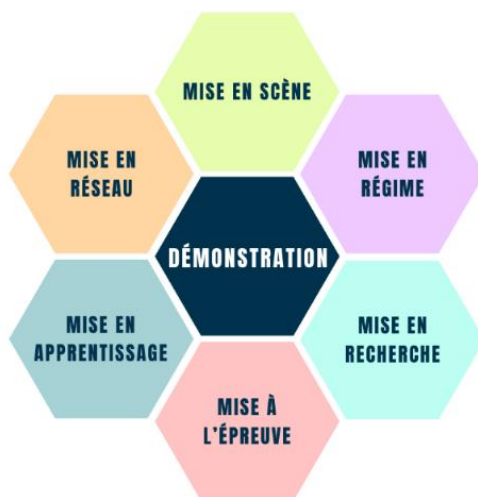 MISE EN SCÈNE
MISE EN
RÉSEAU
MISE EN
RÉGIME
DÉMONSTRATION
MISE EN
APPRENTISSAGE
MISE EN
RECHERCHE
MISE À
L'ÉPREUVE